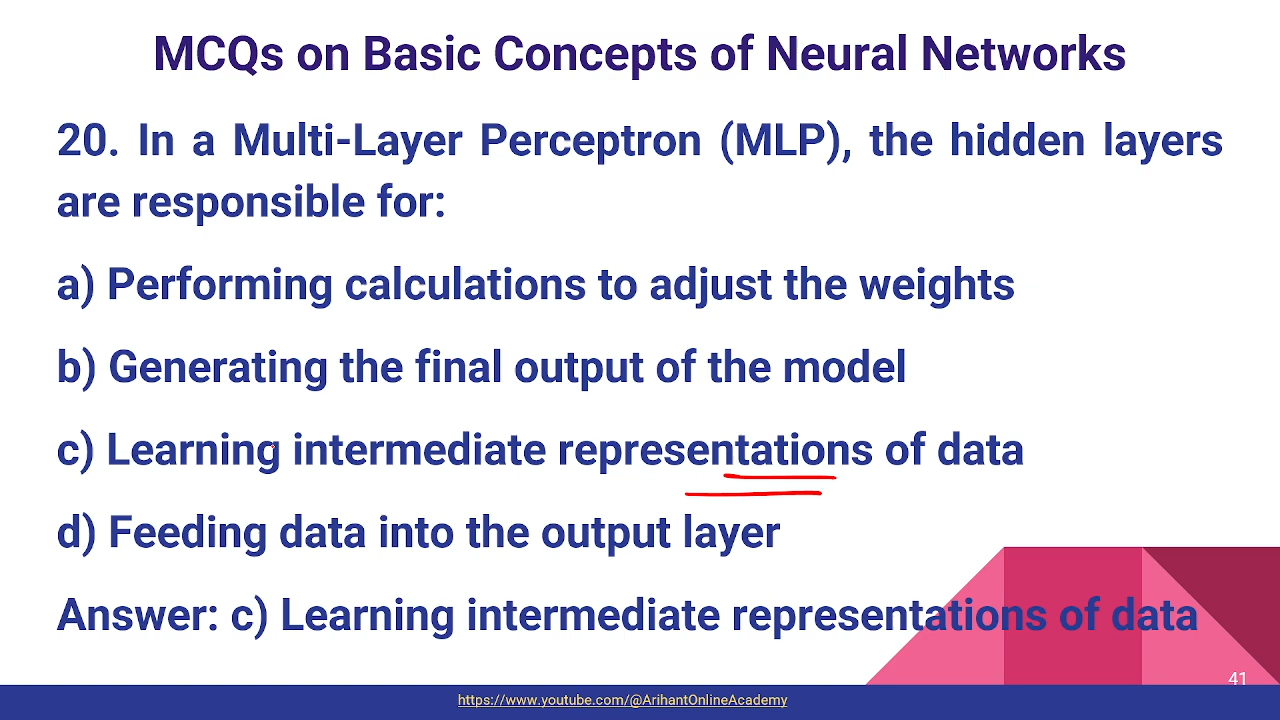 MCQs on Basic Concepts of Neural Networks
20. In a Multi-Layer Perceptron (MLP), the hidden layers
are responsible for:
a) Performing calculations to adjust the weights
b) Generating the final output of the model
c) Learning intermediate representations of data
d) Feeding data into the output layer
Answer: c) Learning intermediate representations of data
41
https://www.youtube.com/@ArihantOnlineAcademy